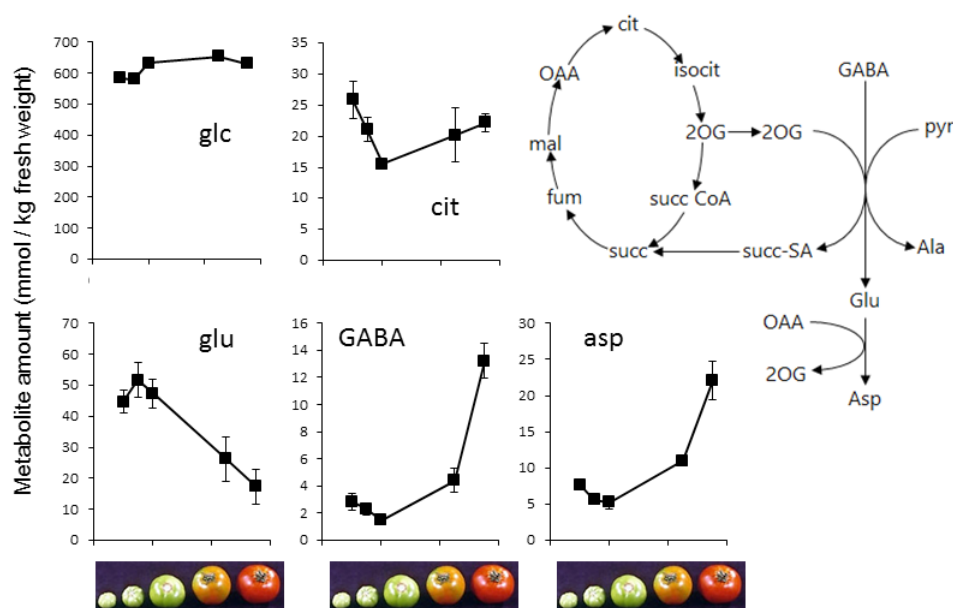 Metabolite amount (mmol / kg fresh weight)
700
600
500
400
300
200
100
0
glc
35
30
25
20
15
10
5
0
cit
70
60
50
40
30
20
10
0
glu
16
14
12
10
8
6
4
2
0
GABA
30
25
20
15
10
5
0
asp
cit
OAA
isocit
GABA
mal
2OG
2OG
pyr
fum
succ CoA
succ
succ-SA
Ala
Glu
OAA
2OG
Asp